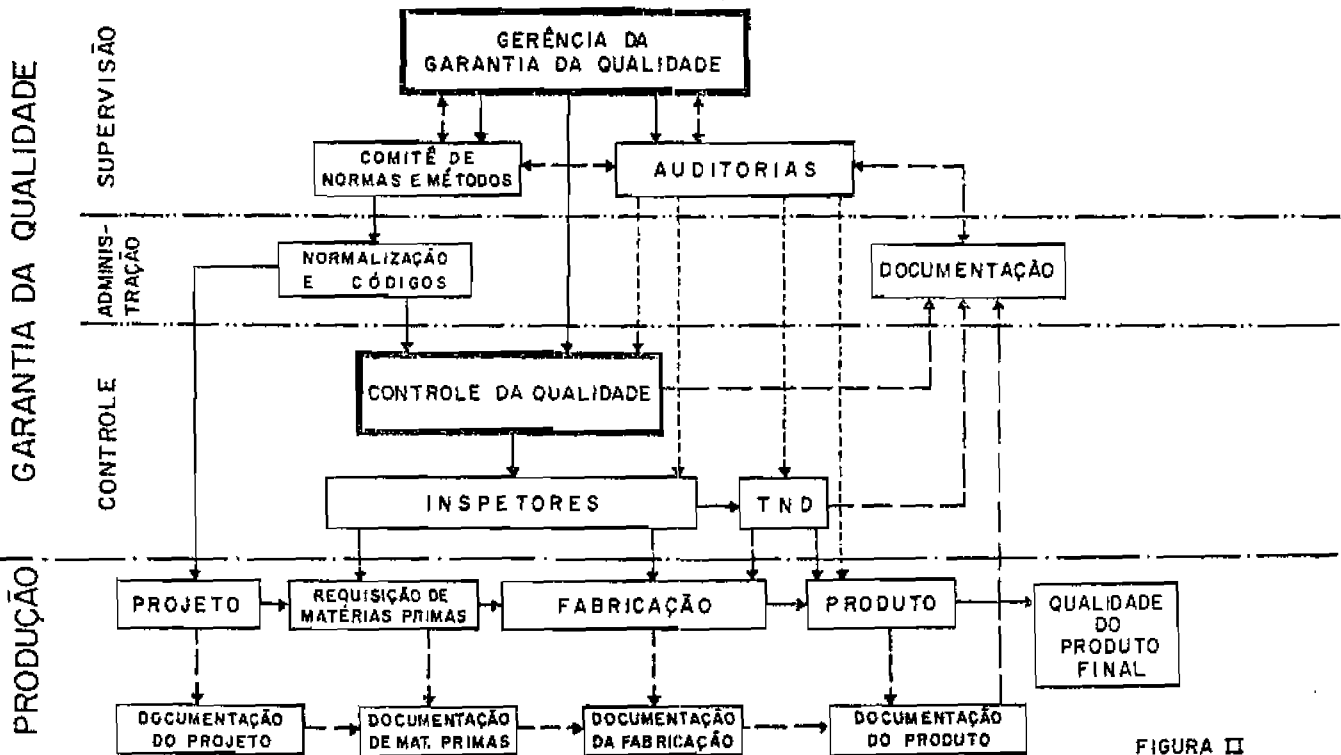 GARANTIA DA QUALIDADE
SUPERVISÃO
GERÊNCIA DA
GARANTIA DA QUALIDADE
COMITÊ DE
NORMAS E MÉTODOS
AUDITORIAS
ADMINIS-
TRAÇÃO
NORMALIZAÇÃO
E CÓDIGOS
DOCUMENTAÇÃO
CONTROLE
CONTROLE DA QUALIDADE
INSPETORES
TND
PRODUÇÃO
PROJETO
REQUISIÇÃO DE
MATÉRIAS PRIMAS
FABRICAÇÃO
PRODUTO
QUALIDADE
DO
PRODUTO
FINAL
DOCUMENTAÇÃO
DO PROJETO
DOCUMENTAÇÃO
DE MAT. PRIMAS
DOCUMENTAÇÃO
DA FABRICAÇÃO
DOCUMENTAÇÃO
DO PRODUTO
FIGURA II